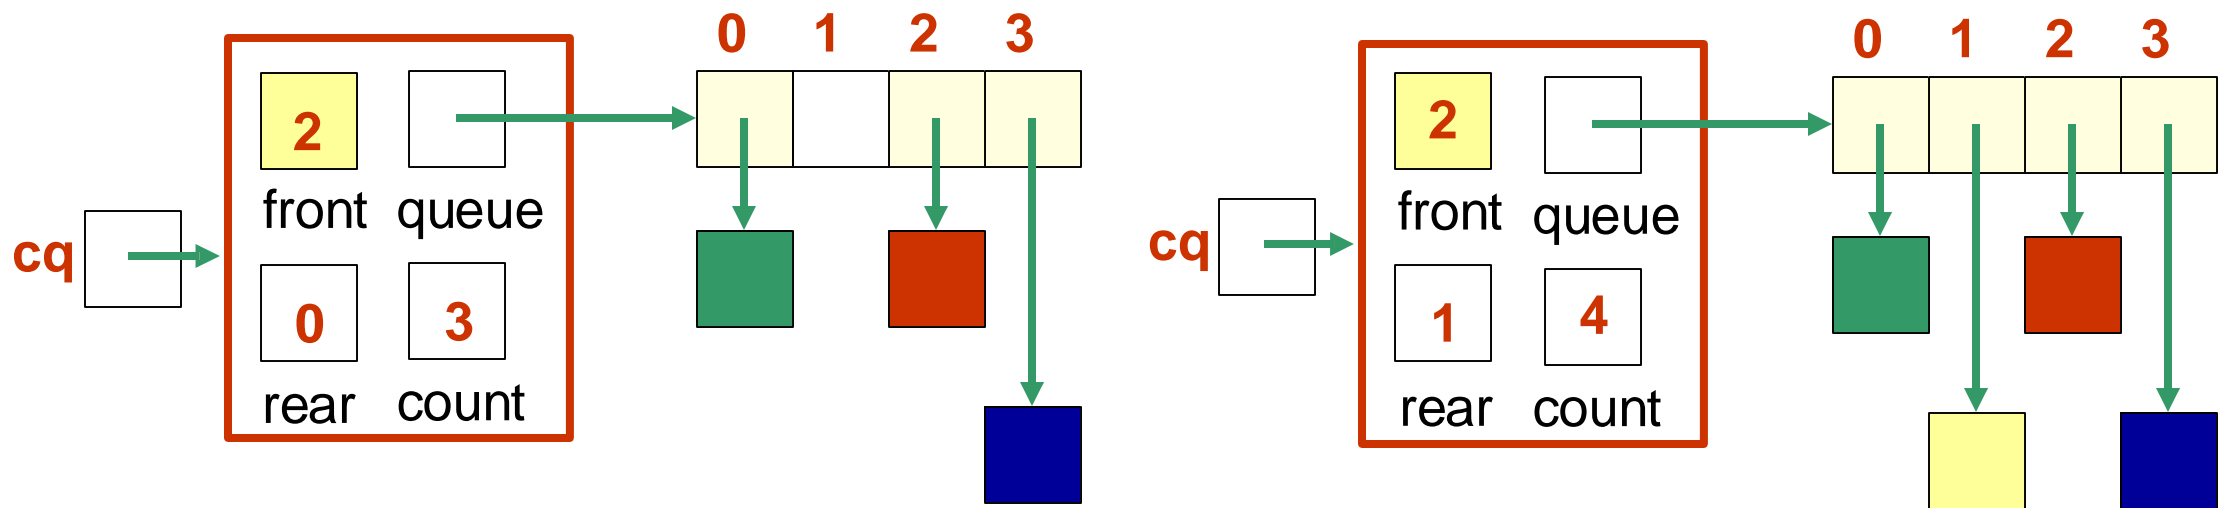 0 1 2 3
2
front queue
cq
0 3
rear count
0 1 2 3
2
front queue
cq
1 4
rear count